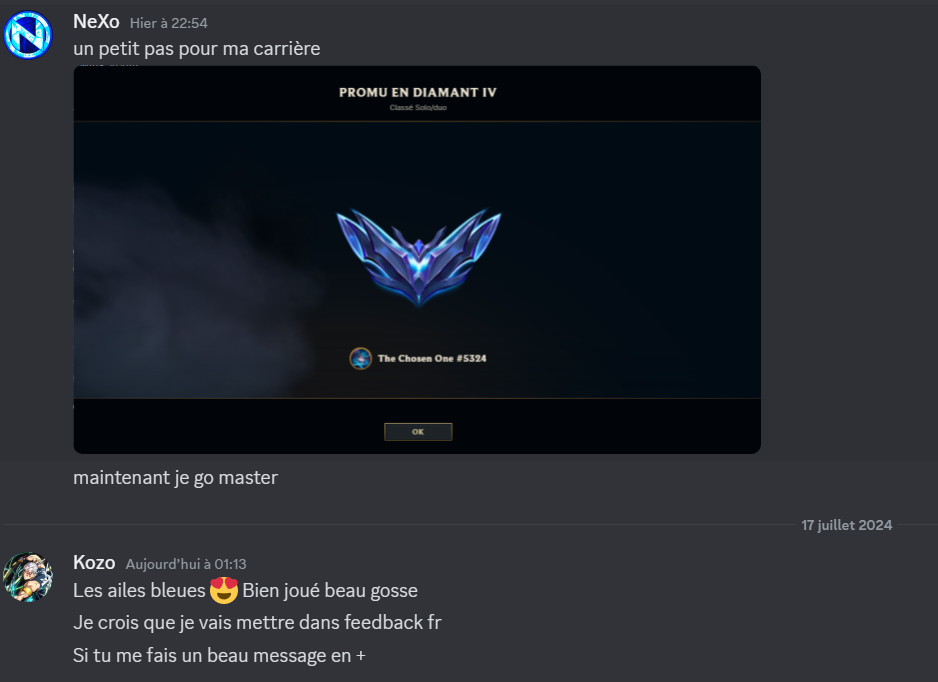 NeXo Hier à 22:54
un petit pas pour ma carrière
PROMU EN DIAMANT IV
Classé Solo/duo
The Chosen One #5324
OK
maintenant je go master
17 juillet 2024
Kozo Aujourd'hui à 01:13
Les ailes bleues 😍 Bien joué beau gosse
Je crois que je vais mettre dans feedback fr
Si tu me fais un beau message en +